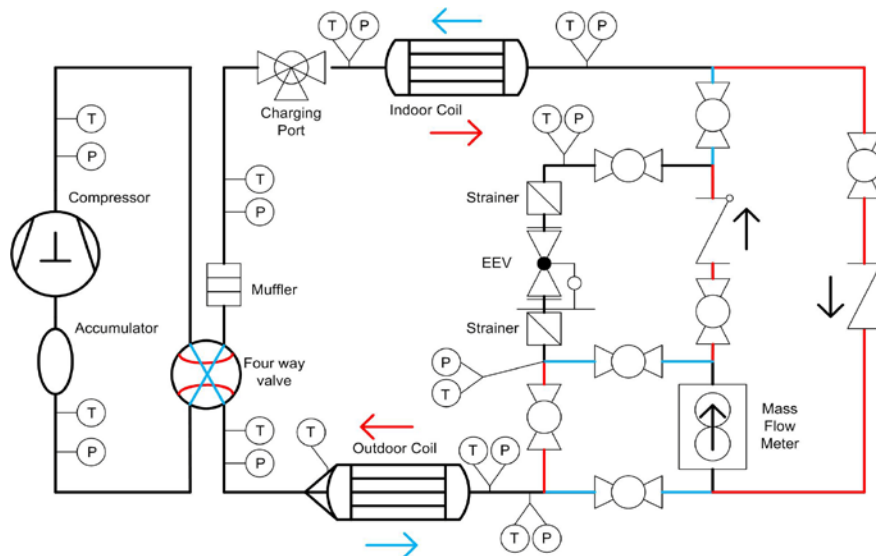 T
P
T
P
Charging
Port
Indoor Coil
T
P
T
P
T
P
Compressor
Strainer
T
P
EEV
Muffler
Accumulator
Strainer
Four way
valve
P
T
Mass
Flow
Meter
T
P
T
P
T
Outdoor Coil
T
P
T
P